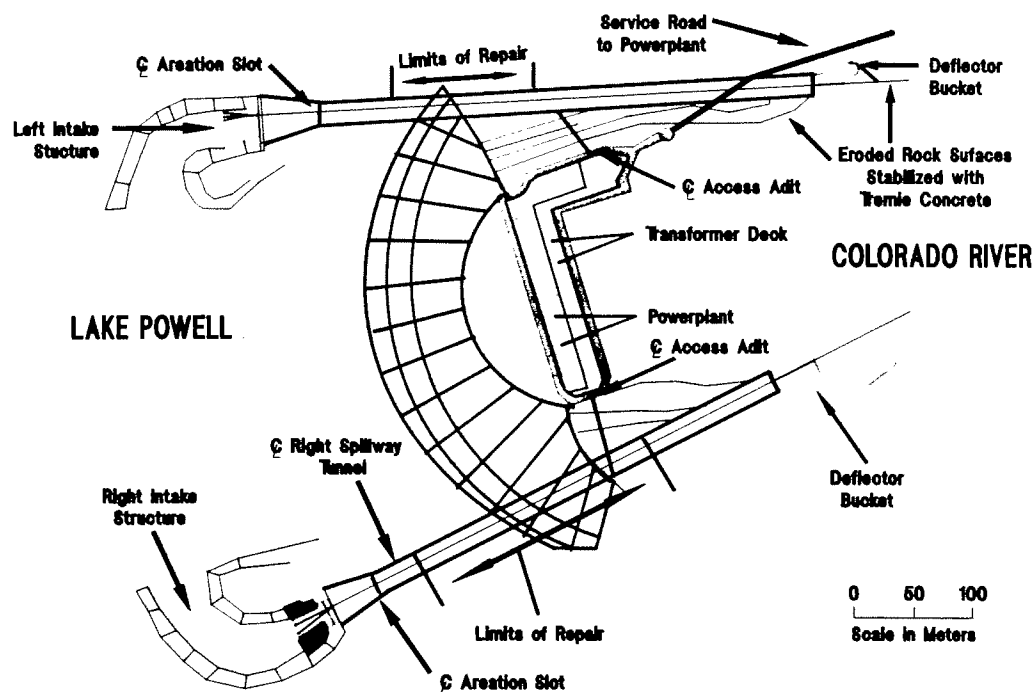 Service Road
to Powerplant
Limits of Repair
℄ Areation Slot
Deflector
Bucket
Left Intake
Stucture
Eroded Rock Sufaces
Stabilized with
Tremie Concrete
℄ Access Adit
Transformer Deck
COLORADO RIVER
LAKE POWELL
Powerplant
℄ Access Adit
℄ Right Spillway
Tunnel
Deflector
Bucket
Right Intake
Structure
0 50 100
Scale in Meters
Limits of Repair
℄ Areation Slot